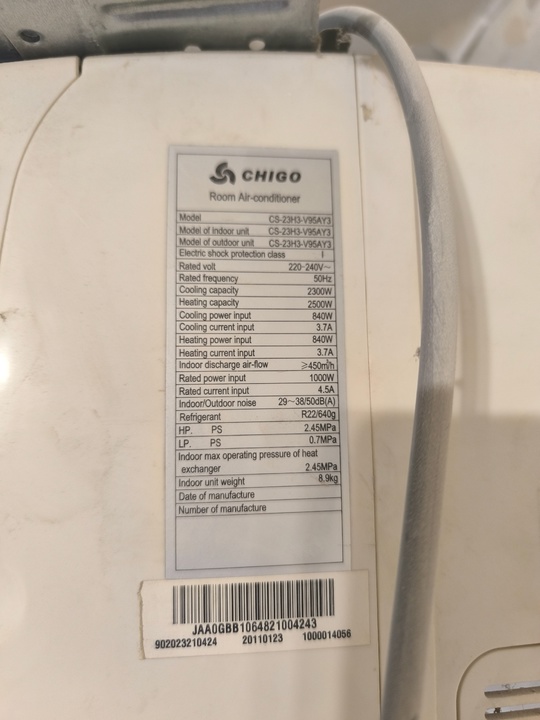 CHIGO
Room Air-conditioner
Model CS-23H3-V95AY3
Model of indoor unit CS-23H3-V95AY3
Model of outdoor unit CS-23H3-V95AY3
Electric shock protection class I
Rated volt 220-240V~
Rated frequency 50Hz
Cooling capacity 2300W
Heating capacity 2500W
Cooling power input 840W
Cooling current input 3.7A
Heating power input 840W
Heating current input 3.7A
Indoor discharge air-flow ≥450m³/h
Rated power input 1000W
Rated current input 4.5A
Indoor/Outdoor noise 29~38/50dB(A)
Refrigerant R22/640g
HP. PS 2.45MPa
LP. PS 0.7MPa
Indoor max operating pressure of heat
exchanger 2.45MPa
Indoor unit weight 8.9kg
Date of manufacture
Number of manufacture
JAA0GBB1064821004243
902023210424 20110123 1000014056